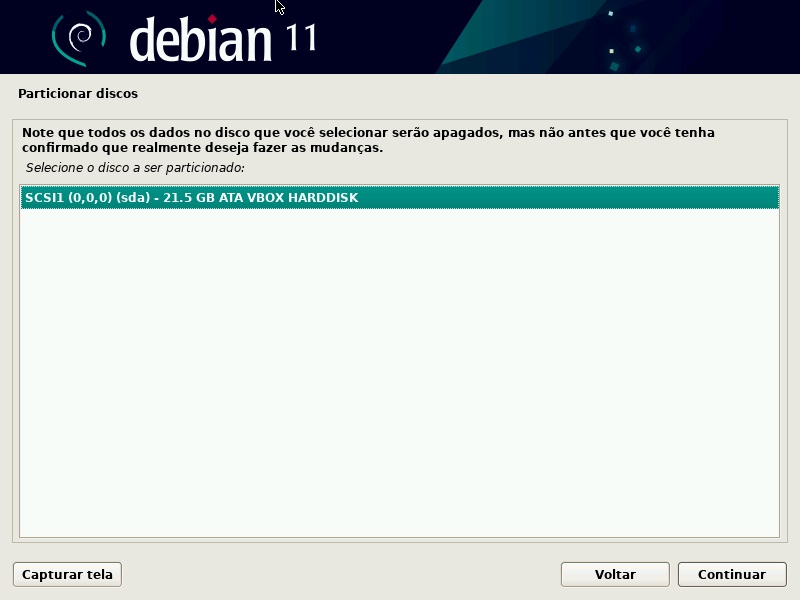 debian 11
Particionar discos
Note que todos os dados no disco que você selecionar serão apagados, mas não antes que você tenha
confirmado que realmente deseja fazer as mudanças.
Selecione o disco a ser particionado:
SCSI1 (0,0,0) (sda) - 21.5 GB ATA VBOX HARDDISK
Capturar tela
Voltar
Continuar